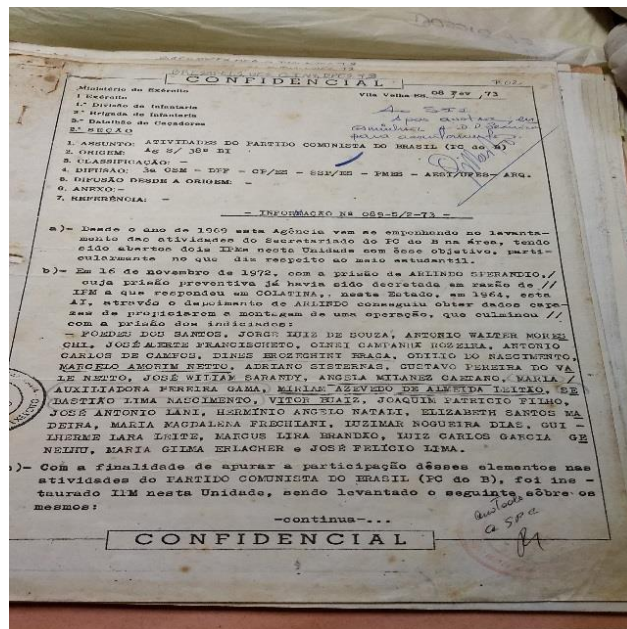 CONFIDENCIAL
Ministério do Exército
I Exército
1.ª Divisão de Infantaria
2.ª Brigada de Infantaria
3.º Batalhão de Caçadores
2.ª SEÇÃO
Vila Velha-ES, 08 Fev, 73
1. ASSUNTO: ATIVIDADES DO PARTIDO COMUNISTA DO BRASIL (PC do B)
2. ORIGEM: Ag S/ 38º BI
3. CLASSIFICAÇÃO: -
4. DIFUSÃO: 3a CSM - DPF - CP/ES - SSP/ES - PMES - AESI/UFES- ARQ.
5. DIFUSÃO DESDE A ORIGEM: -
6. ANEXO: -
7. REFERÊNCIA: -
- INFORMAÇÃO Nº 069-S/2-73 -
a)- Desde o ano de 1969 esta Agência vem se empenhando no levanta-
mento das atividades do Secretariado do PC do B na área, tendo
sido abertos dois IPMs nesta Unidade com êsse objetivo, parti-
cularmente no que diz respeito ao meio estudantil.
b)- Em 16 de novembro de 1972, com a prisão de ARLINDO SPERANDIO,/
cuja prisão preventiva já havia sido decretada em razão de //
IPM a que respondeu em COLATINA,, neste Estado, em 1964, esta
AI, através o depoimento de ARLINDO conseguiu obter dados capa-
zes de propiciarem a montagem de uma operação, que culminou //
com a prisão dos indiciados:
- FOEDES DOS SANTOS, JORGE LUIZ DE SOUZA, ANTONIO WALTER MORES
CHI, JOSÉ ALERTE FRANCISCHETO, OLNEI CAMPANHA ROZEIRA, ANTONIO
CARLOS DE CAMPOS, DINES BROZEGHINI BRAGA, ODILIO DO NASCIMENTO,
MARCELO AMORIM NETTO, ADRIANO SISTERNAS, GUSTAVO PEREIRA DO VA
LE NETTO, JOSÉ WILLIAM SARANDY, ANGELA MILANEZ CAETANO, MARIA /
AUXILIADORA PEREIRA GAMA, MIRIAM AZEVEDO DE ALMEIDA LEITÃO, SE
BASTIÃO LIMA NASCIMENTO, VITOR BUAIZ, JOAQUIM PATRICIO FILHO,
JOSÉ ANTONIO LANI, HERMÍNIO ANGELO NATALI, ELIZABETH SANTOS MA
DEIRA, MARIA MAGDALENA FRECHIANI, LUZIMAR NOGUEIRA DIAS, GUI -
LHERME LARA LEITE, MARCUS LIRA BRANDÃO, LUIZ CARLOS GARCIA GE
NELHU, MARIA GILMA ERLACHER e JOSÉ FELÍCIO LIMA.
)- Com a finalidade de apurar a participação dêsses elementos nas
atividades do PARTIDO COMUNISTA DO BRASIL (PC do B), foi ins -
taurado IPM nesta Unidade, sendo levantado o seguinte sôbre os
mesmos:
-continua-...
CONFIDENCIAL